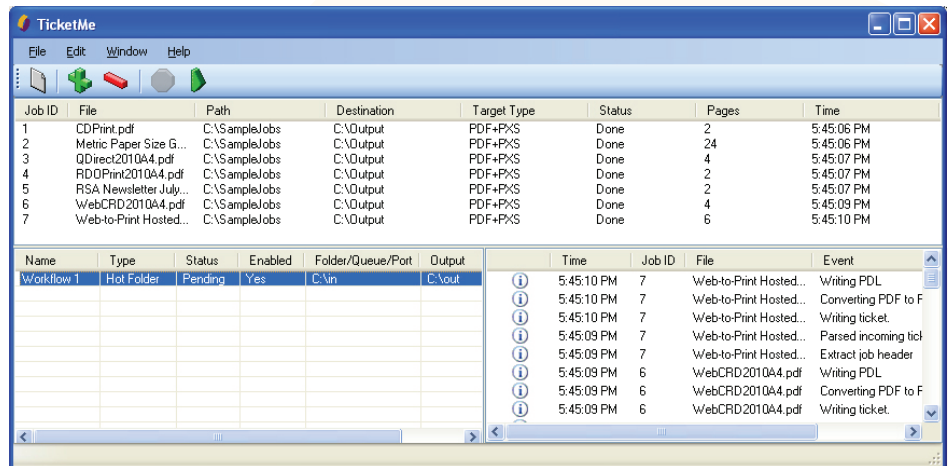 TicketMe
File Edit Window Help
Job ID File Path Destination Target Type Status Pages Time
1 CDPrint.pdf C:\SampleJobs C:\Output PDF+PXS Done 2 5:45:06 PM
2 Metric Paper Size G... C:\SampleJobs C:\Output PDF+PXS Done 24 5:45:06 PM
3 QDirect2010A4.pdf C:\SampleJobs C:\Output PDF+PXS Done 4 5:45:07 PM
4 RDOPrint2010A4.pdf C:\SampleJobs C:\Output PDF+PXS Done 2 5:45:07 PM
5 RSA Newsletter July... C:\SampleJobs C:\Output PDF+PXS Done 2 5:45:07 PM
6 WebCRD2010A4.pdf C:\SampleJobs C:\Output PDF+PXS Done 4 5:45:09 PM
7 Web-to-Print Hosted... C:\SampleJobs C:\Output PDF+PXS Done 6 5:45:10 PM
Name Type Status Enabled Folder/Queue/Port Output
Workflow 1 Hot Folder Pending Yes C:\in C:\out
Time Job ID File Event
5:45:10 PM 7 Web-to-Print Hosted... Writing PDL
5:45:10 PM 7 Web-to-Print Hosted... Converting PDF to P
5:45:10 PM 7 Web-to-Print Hosted... Writing ticket.
5:45:09 PM 7 Web-to-Print Hosted... Parsed incoming tick
5:45:09 PM 7 Web-to-Print Hosted... Extract job header
5:45:09 PM 6 WebCRD2010A4.pdf Writing PDL
5:45:09 PM 6 WebCRD2010A4.pdf Converting PDF to P
5:45:09 PM 6 WebCRD2010A4.pdf Writing ticket.